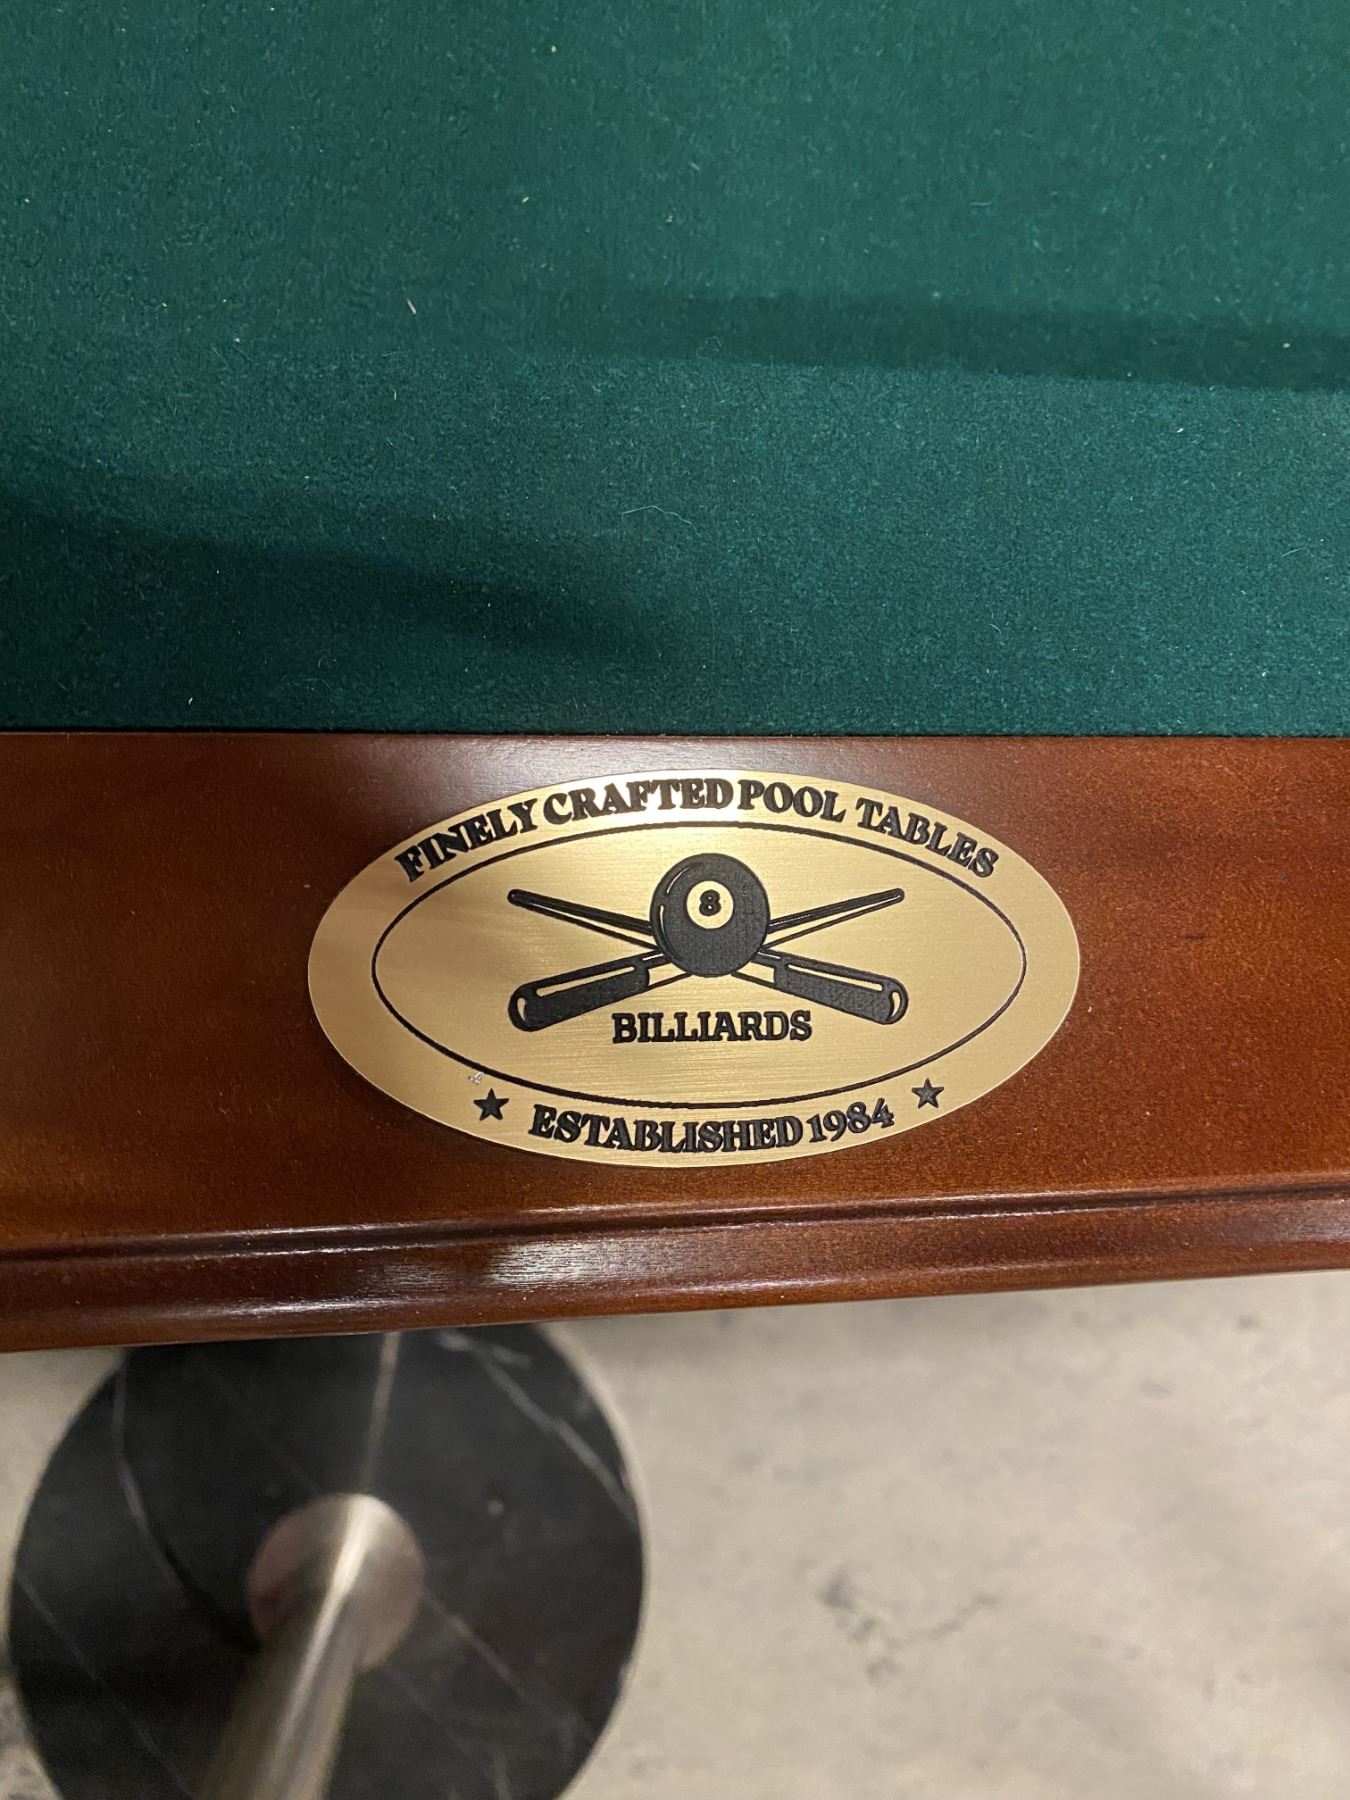 FINELY CRAFTED POOL TABLES
8
BILLIARDS
ESTABLISHED 1984